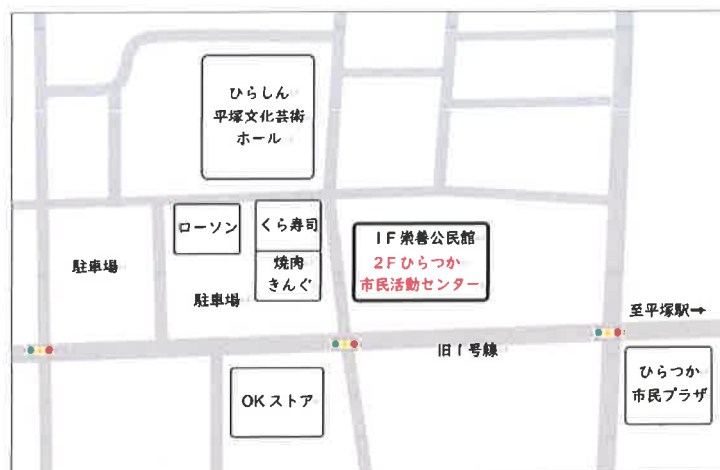 ひらしん
平塚文化芸術
ホール
ローソン
くら寿司
焼肉
きんぐ
駐車場
駐車場
1F 崇善公民館
2F ひらつか
市民活動センター
至平塚駅→
旧1号線
OKストア
ひらつか
市民プラザ